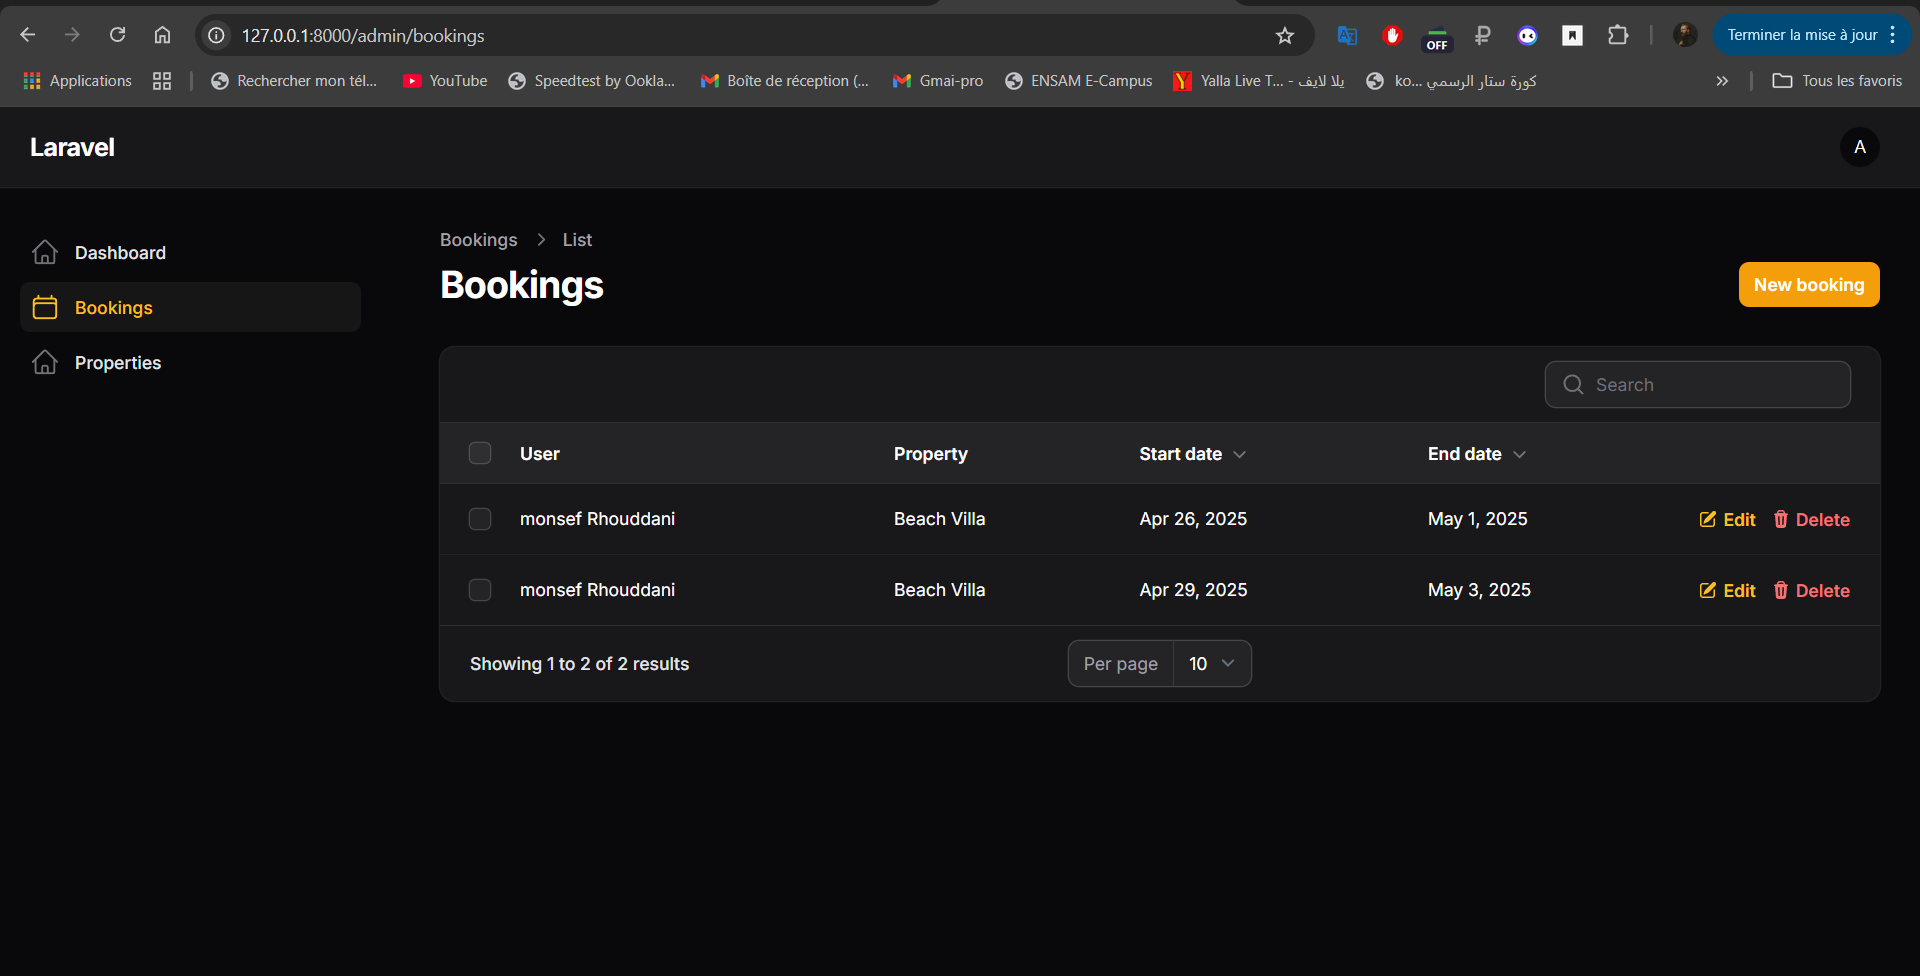 127.0.0.1:8000/admin/bookings
OFF
Terminer la mise à jour
Applications
Rechercher mon tél...
YouTube
Speedtest by Ookla...
Boîte de réception (...
Gmai-pro
ENSAM E-Campus
Yalla Live T... - يلا لايف
ko... كورة ستار الرسمي
Tous les favoris
Laravel
A
Dashboard
Bookings
Properties
Bookings > List
Bookings
New booking
Search
User Property Start date End date
monsef Rhouddani Beach Villa Apr 26, 2025 May 1, 2025 Edit Delete
monsef Rhouddani Beach Villa Apr 29, 2025 May 3, 2025 Edit Delete
Showing 1 to 2 of 2 results
Per page 10